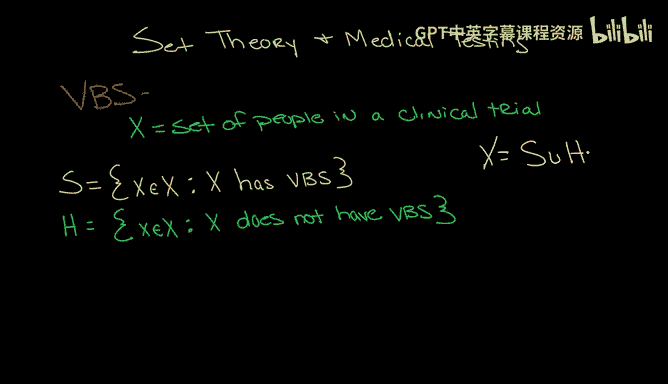 Set Theory + Medical Testing
GPT中英字幕课程资源 bilibili
VBS-
X = set of people in a clinical trial
S = {x∈X : x has VBS}
X = S∪H.
H = {x∈X : x does not have VBS}